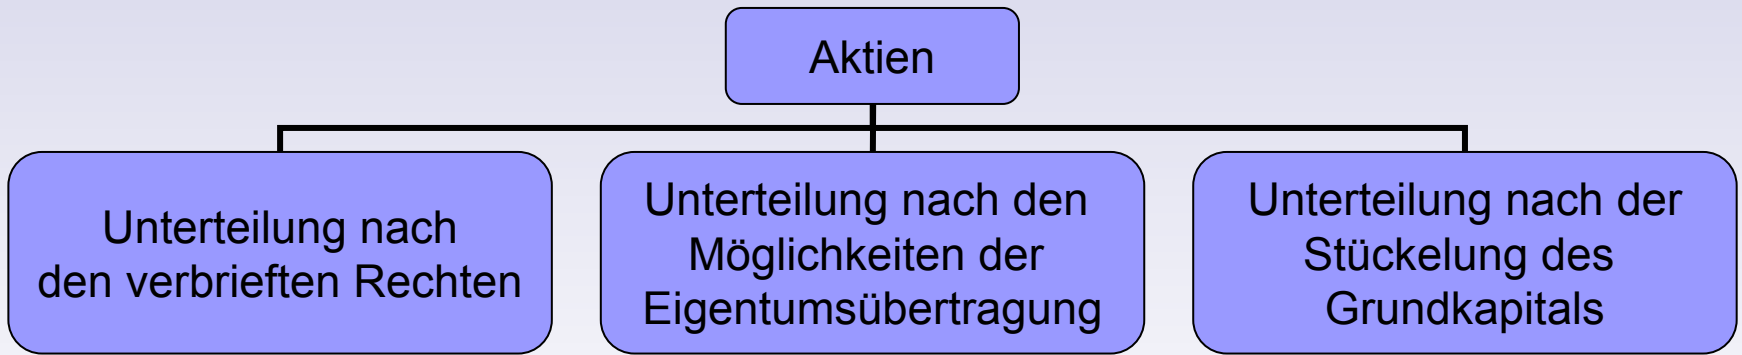 Aktien
Unterteilung nach
den verbrieften Rechten
Unterteilung nach den
Möglichkeiten der
Eigentumsübertragung
Unterteilung nach der
Stückelung des
Grundkapitals